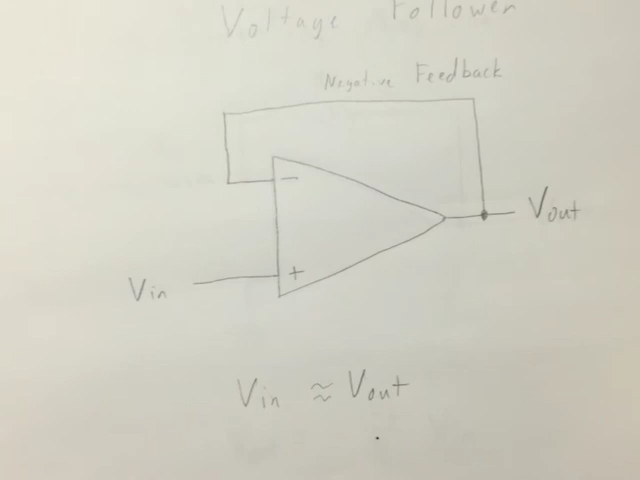 Voltage Follower
Negative Feedback
−
Vout
+
Vin
Vin ≈ Vout